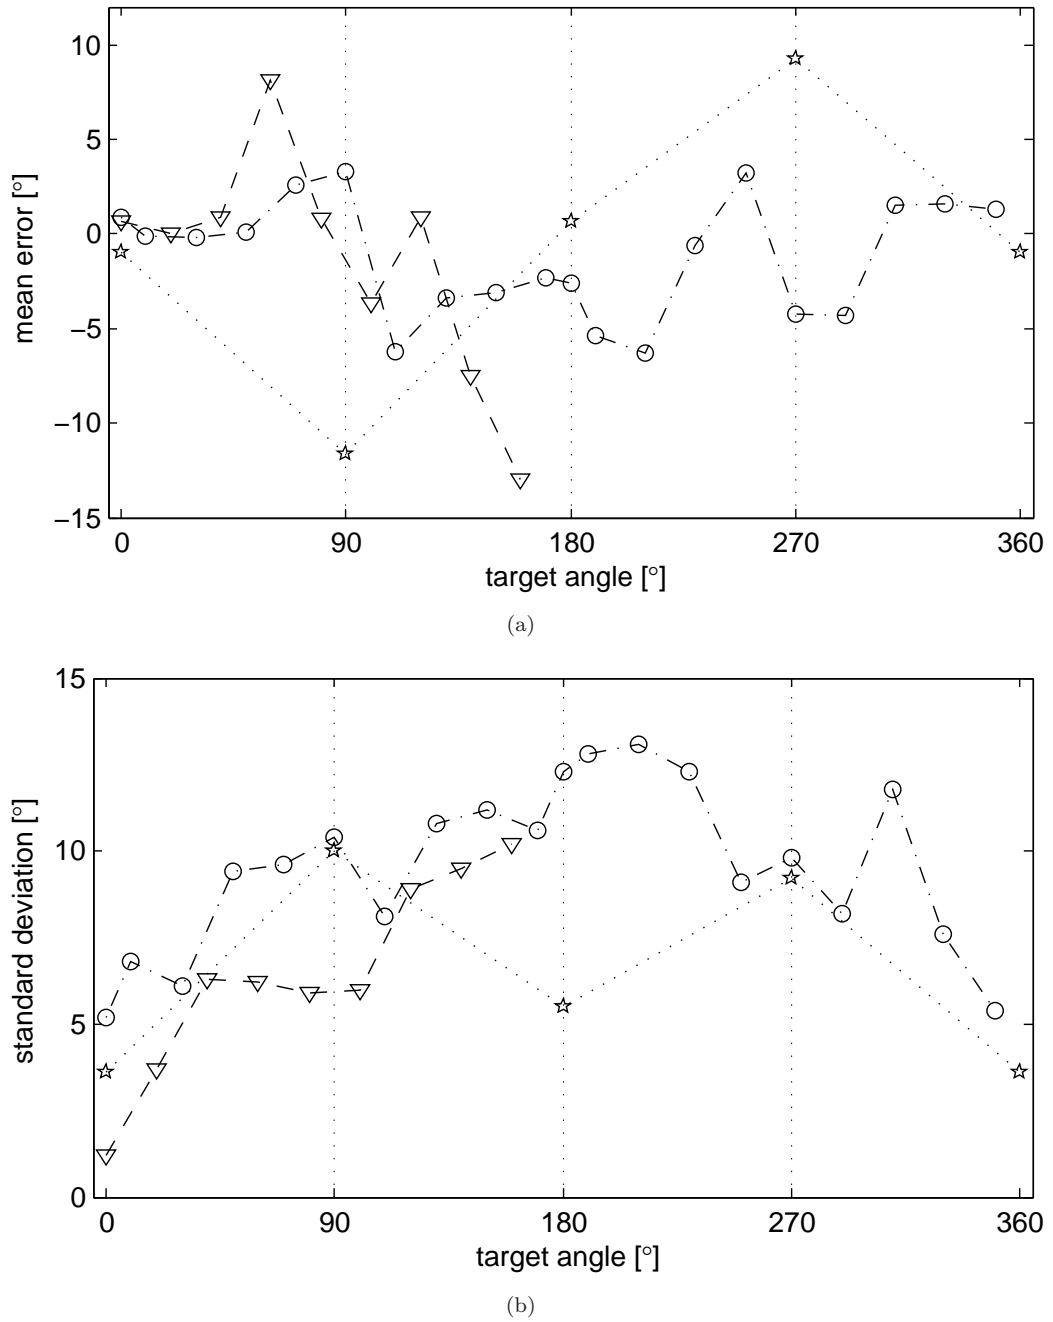 10
5
0
−5
−10
−15
mean error [°]
0 90 180 270 360
target angle [°]
(a)
15
10
5
0
standard deviation [°]
0 90 180 270 360
target angle [°]
(b)